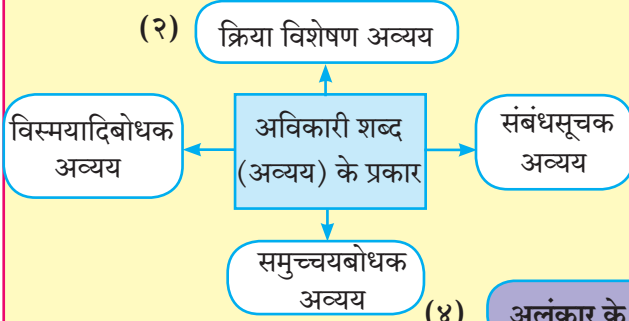 (२)
क्रिया विशेषण अव्यय
विस्मयादिबोधक
अव्यय
अविकारी शब्द
(अव्यय) के प्रकार
संबंधसूचक
अव्यय
समुच्चयबोधक
अव्यय
(४)
अलंकार के